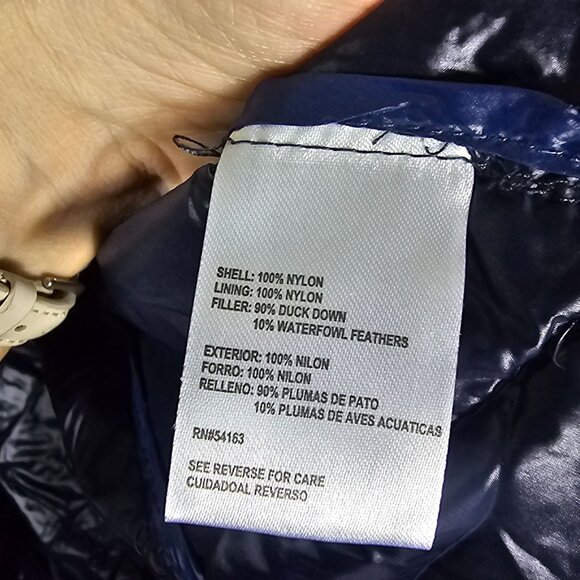 SHELL: 100% NYLON
LINING: 100% NYLON
FILLER: 90% DUCK DOWN
10% WATERFOWL FEATHERS
EXTERIOR: 100% NILON
FORRO: 100% NILON
RELLENO: 90% PLUMAS DE PATO
10% PLUMAS DE AVES ACUATICAS
RN#54163
SEE REVERSE FOR CARE
CUIDADOAL REVERSO